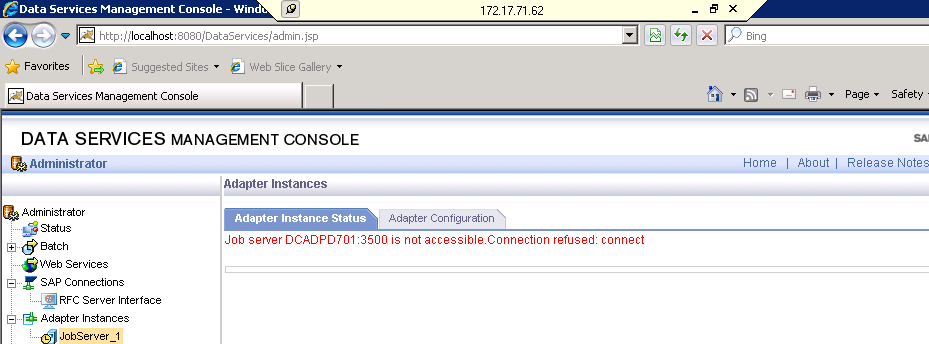 Data Services Management Console - Windo
172.17.71.62
http://localhost:8080/DataServices/admin.jsp
Bing
Favorites
Suggested Sites
Web Slice Gallery
Data Services Management Console
Page
Safety
DATA SERVICES MANAGEMENT CONSOLE
SA
Administrator
Home | About | Release Notes
Adapter Instances
Administrator
Status
Batch
Web Services
SAP Connections
RFC Server Interface
Adapter Instances
JobServer_1
Adapter Instance Status
Adapter Configuration
Job server DCADPD701:3500 is not accessible.Connection refused: connect